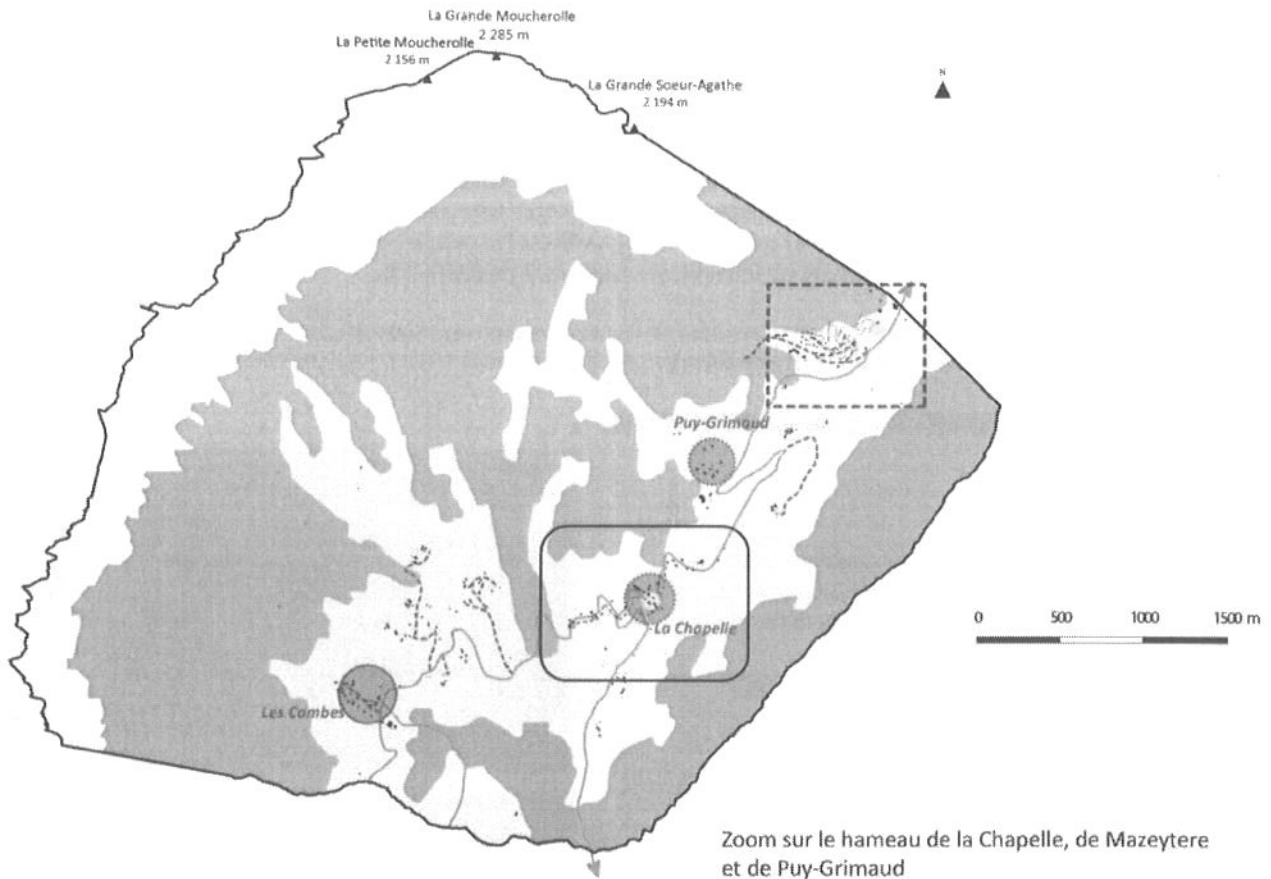 La Grande Moucherolle
2 285 m
La Petite Moucherolle
2 156 m
La Grande Soeur-Agathe
2 194 m
N
Puy-Grimaud
La Chapelle
Les Combes
0 500 1000 1500 m
Zoom sur le hameau de la Chapelle, de Mazeytere
et de Puy-Grimaud